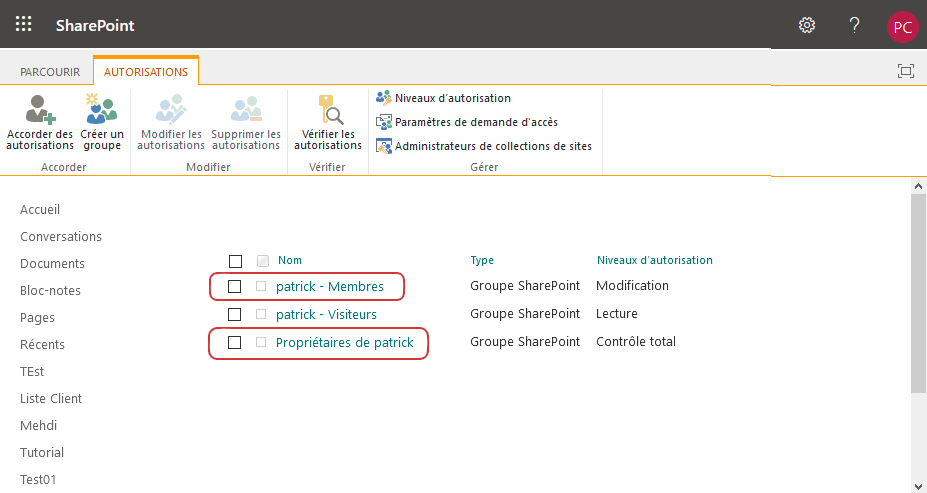 SharePoint
?
PC
PARCOURIR
AUTORISATIONS
Accorder des autorisations
Créer un groupe
Accorder
Modifier les autorisations
Supprimer les autorisations
Modifier
Vérifier les autorisations
Vérifier
Niveaux d'autorisation
Paramètres de demande d'accès
Administrateurs de collections de sites
Gérer
Accueil
Conversations
Documents
Bloc-notes
Pages
Récents
TEst
Liste Client
Mehdi
Tutorial
Test01
Nom Type Niveaux d'autorisation
patrick - Membres Groupe SharePoint Modification
patrick - Visiteurs Groupe SharePoint Lecture
Propriétaires de patrick Groupe SharePoint Contrôle total